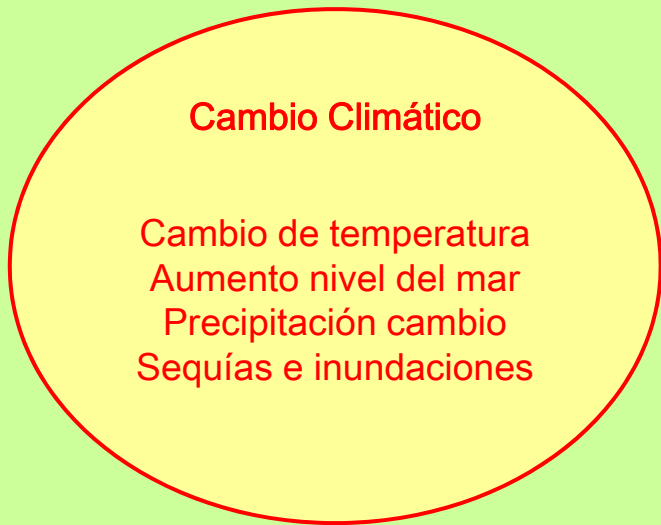 Cambio Climático
Cambio de temperatura
Aumento nivel del mar
Precipitación cambio
Sequías e inundaciones